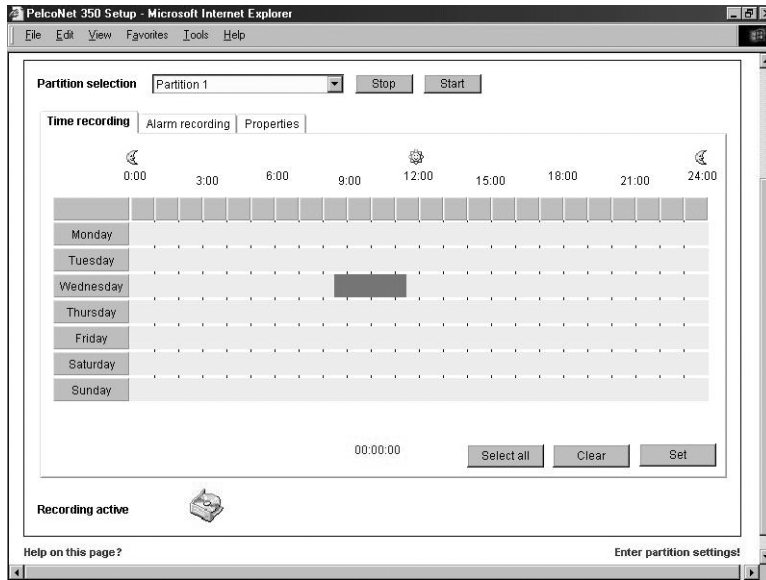 PelcoNet 350 Setup - Microsoft Internet Explorer
File Edit View Favorites Tools Help
Partition selection Partition 1 Stop Start
Time recording Alarm recording Properties
0:00 3:00 6:00 9:00 12:00 15:00 18:00 21:00 24:00
Monday
Tuesday
Wednesday
Thursday
Friday
Saturday
Sunday
00:00:00 Select all Clear Set
Recording active
Help on this page? Enter partition settings!